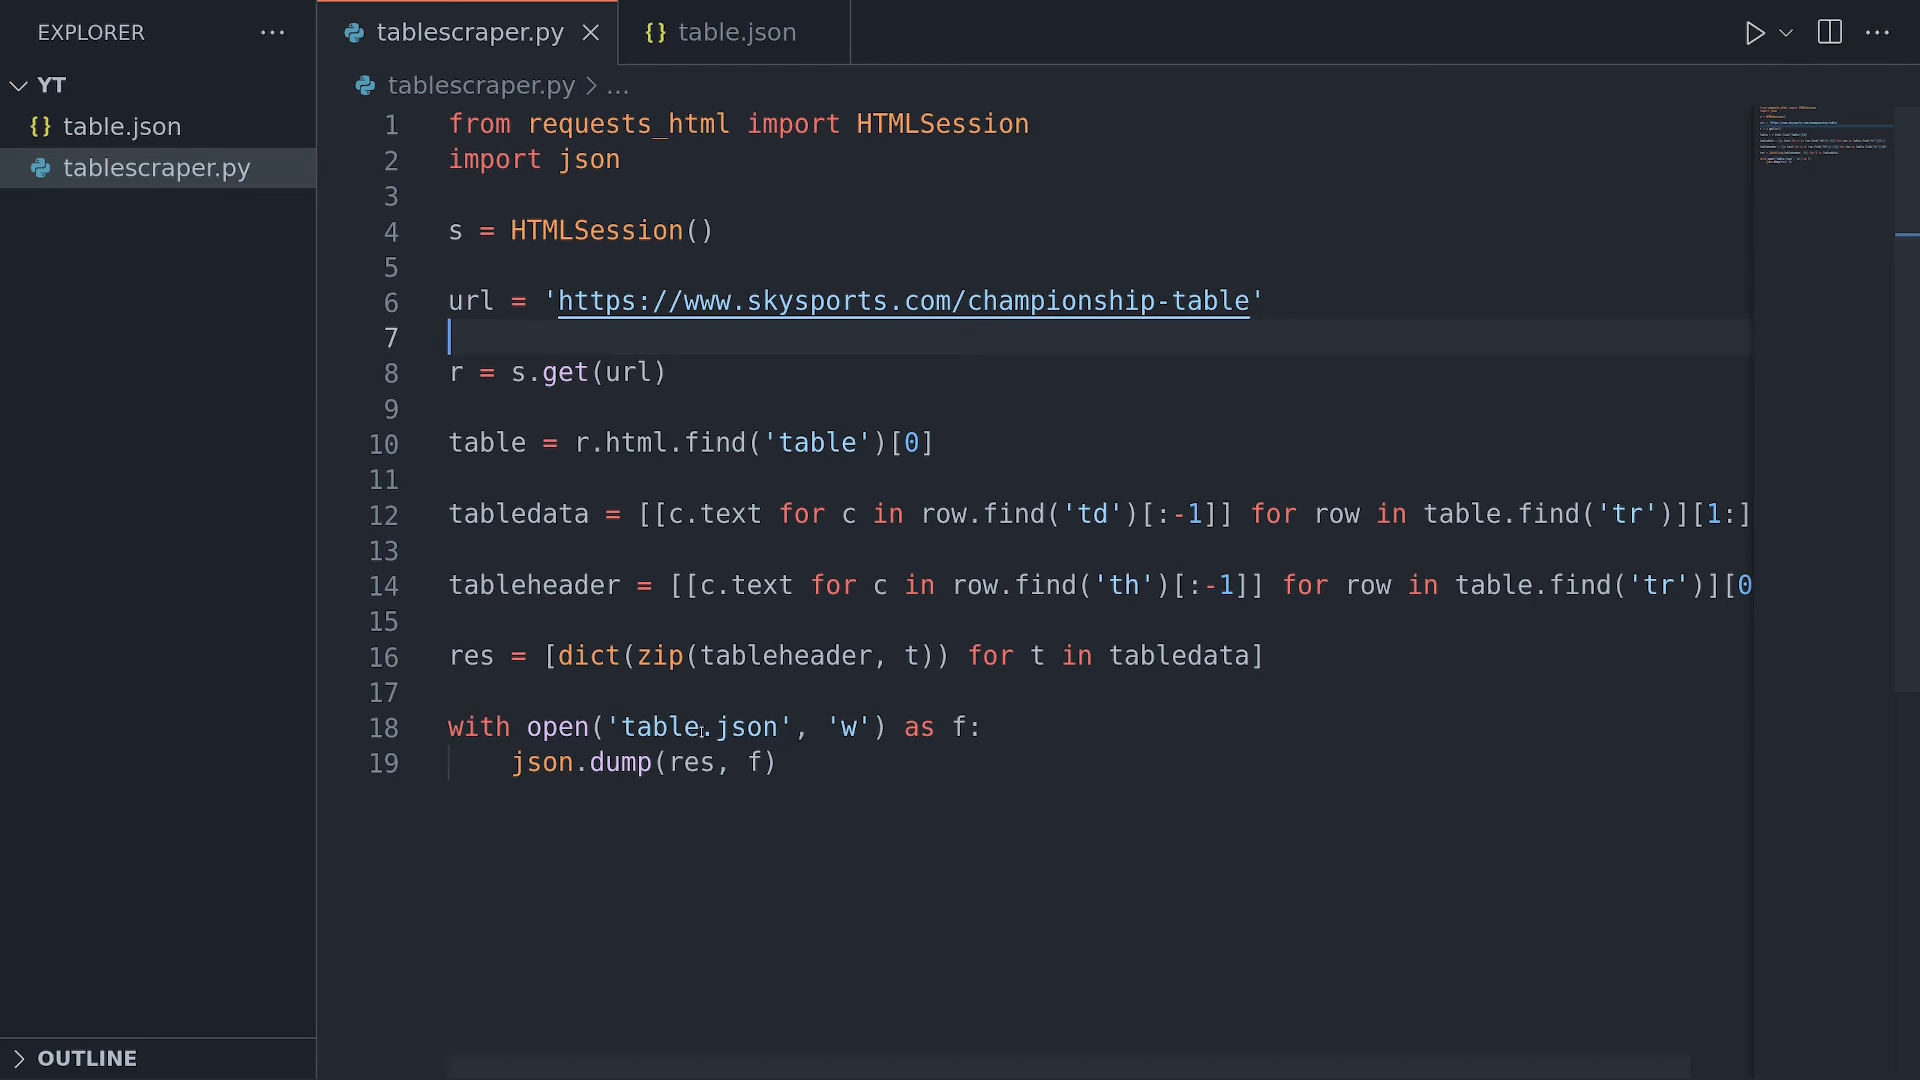 EXPLORER ...
YT
{} table.json
tablescraper.py
tablescraper.py
{} table.json
...
tablescraper.py > ...
1 from requests_html import HTMLSession
2 import json
3
4 s = HTMLSession()
5
6 url = 'https://www.skysports.com/championship-table'
7
8 r = s.get(url)
9
10 table = r.html.find('table')[0]
11
12 tabledata = [[c.text for c in row.find('td')[:-1]] for row in table.find('tr')][1:]
13
14 tableheader = [[c.text for c in row.find('th')[:-1]] for row in table.find('tr')][0
15
16 res = [dict(zip(tableheader, t)) for t in tabledata]
17
18 with open('table.json', 'w') as f:
19 json.dump(res, f)
OUTLINE